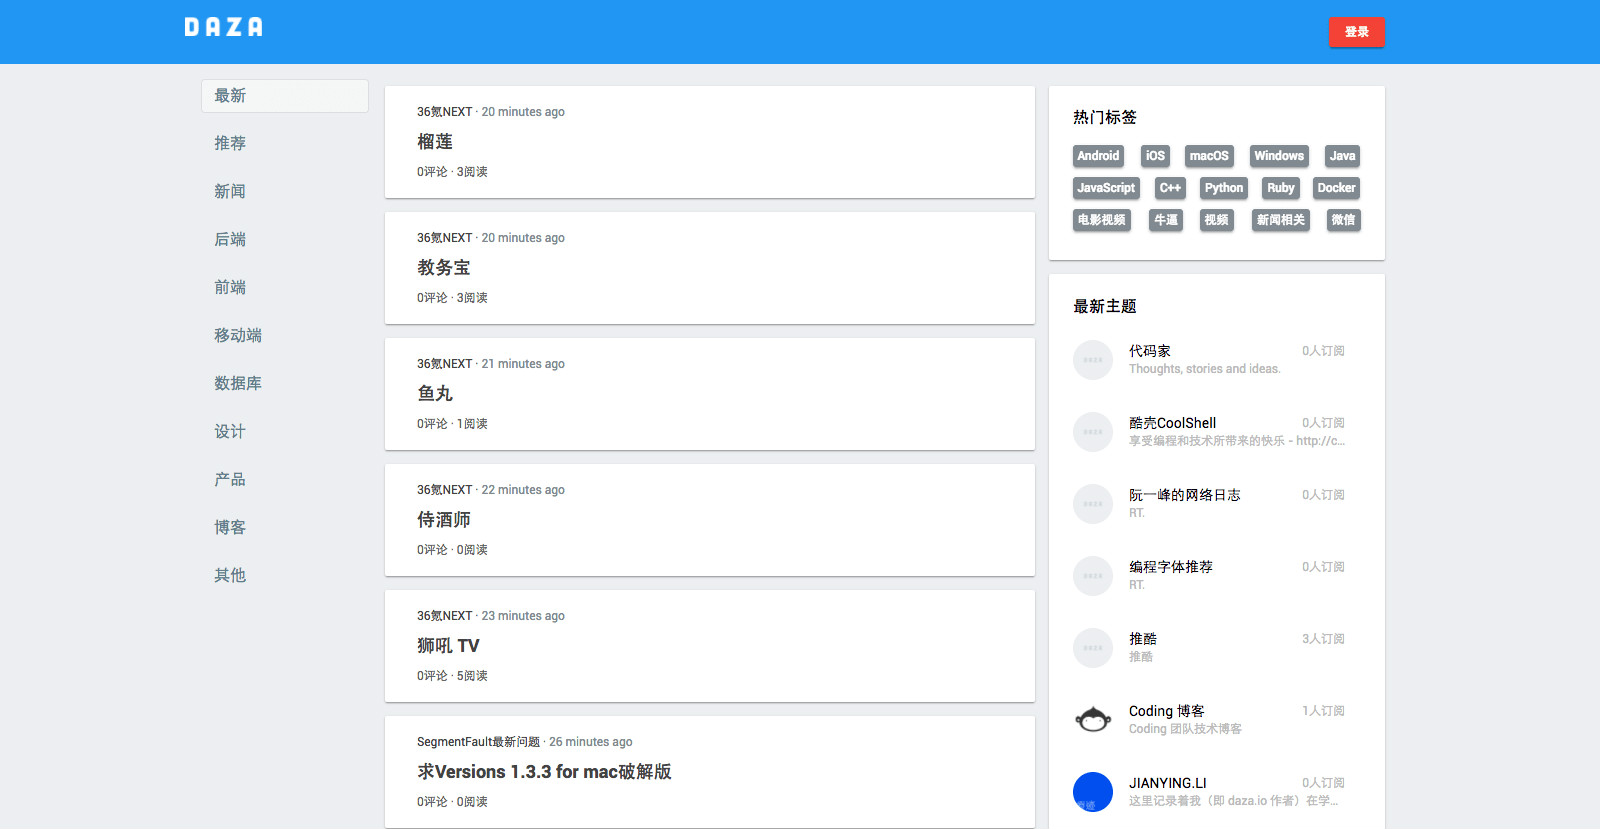 DAZA
登录
最新
推荐
新闻
后端
前端
移动端
数据库
设计
产品
博客
其他
36氪NEXT · 20 minutes ago
榴莲
0评论 · 3阅读
36氪NEXT · 20 minutes ago
教务宝
0评论 · 3阅读
36氪NEXT · 21 minutes ago
鱼丸
0评论 · 1阅读
36氪NEXT · 22 minutes ago
侍酒师
0评论 · 0阅读
36氪NEXT · 23 minutes ago
狮吼 TV
0评论 · 5阅读
SegmentFault最新问题 · 26 minutes ago
求Versions 1.3.3 for mac破解版
0评论 · 0阅读
热门标签
Android iOS macOS Windows Java
JavaScript C++ Python Ruby Docker
电影视频 牛逼 视频 新闻相关 微信
最新主题
代码家 0人订阅
Thoughts, stories and ideas.
酷壳CoolShell 0人订阅
享受编程和技术所带来的快乐 - http://c...
阮一峰的网络日志 0人订阅
RT.
编程字体推荐 0人订阅
RT.
推酷 3人订阅
推酷
Coding 博客 1人订阅
Coding 团队技术博客
JIANYING.LI 0人订阅
这里记录着我（即 daza.io 作者）在学...